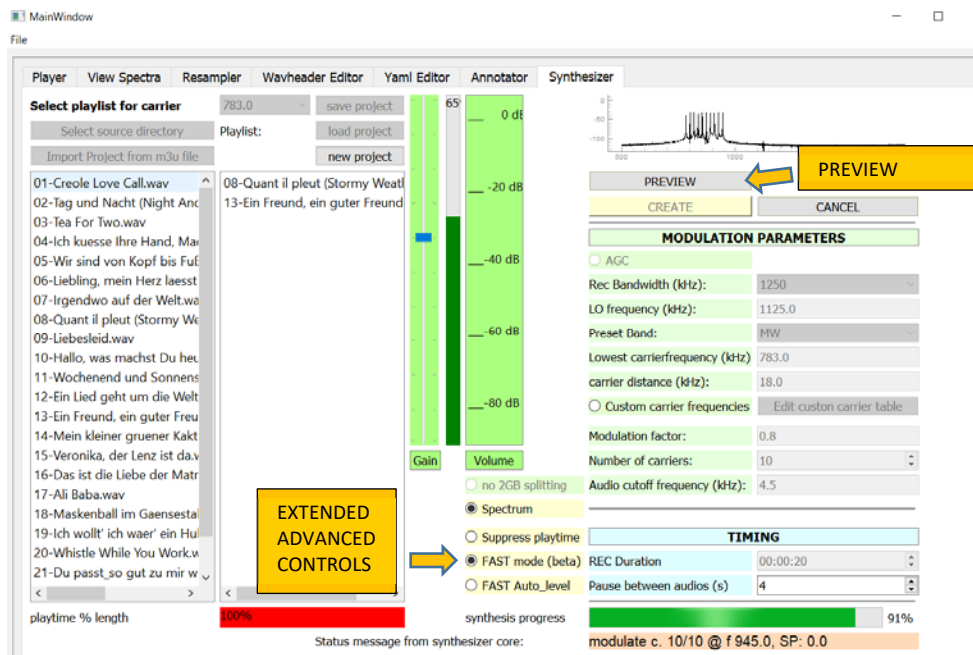 MainWindow
File
Player View Spectra Resampler Wavheader Editor Yaml Editor Annotator Synthesizer
Select playlist for carrier 783.0 save project
Select source directory Playlist: load project
Import Project from m3u file new project
01-Creole Love Call.wav
02-Tag und Nacht (Night And
03-Tea For Two.wav
04-Ich kuesse Ihre Hand, Mad
05-Wir sind von Kopf bis Fuß
06-Liebling, mein Herz laesst
07-Irgendwo auf der Welt.wa
08-Quant il pleut (Stormy We
09-Liebesleid.wav
10-Hallo, was machst Du heu
11-Wochenend und Sonnens
12-Ein Lied geht um die Welt
13-Ein Freund, ein guter Freu
14-Mein kleiner gruener Kakt
15-Veronika, der Lenz ist da.v
16-Das ist die Liebe der Matr
17-Ali Baba.wav
18-Maskenball im Gaensestal
19-Ich wollt' ich waer' ein Hul
20-Whistle While You Work.w
21-Du passt_so gut zu mir w
08-Quant il pleut (Stormy Weatl
13-Ein Freund, ein guter Freund
65
0 dB
-20 dB
-40 dB
-60 dB
-80 dB
Gain Volume
0
-50
-100
500 1000
PREVIEW
PREVIEW
CREATE CANCEL
MODULATION PARAMETERS
AGC
Rec Bandwidth (kHz): 1250
LO frequency (kHz): 1125.0
Preset Band: MW
Lowest carrierfrequency (kHz) 783.0
carrier distance (kHz): 18.0
Custom carrier frequencies Edit custon carrier table
Modulation factor: 0.8
Number of carriers: 10
Audio cutoff frequency (kHz): 4.5
no 2GB splitting
Spectrum
Suppress playtime
FAST mode (beta)
FAST Auto_level
EXTENDED
ADVANCED
CONTROLS
TIMING
REC Duration 00:00:20
Pause between audios (s) 4
playtime % length 100% synthesis progress 91%
Status message from synthesizer core: modulate c. 10/10 @ f 945.0, SP: 0.0